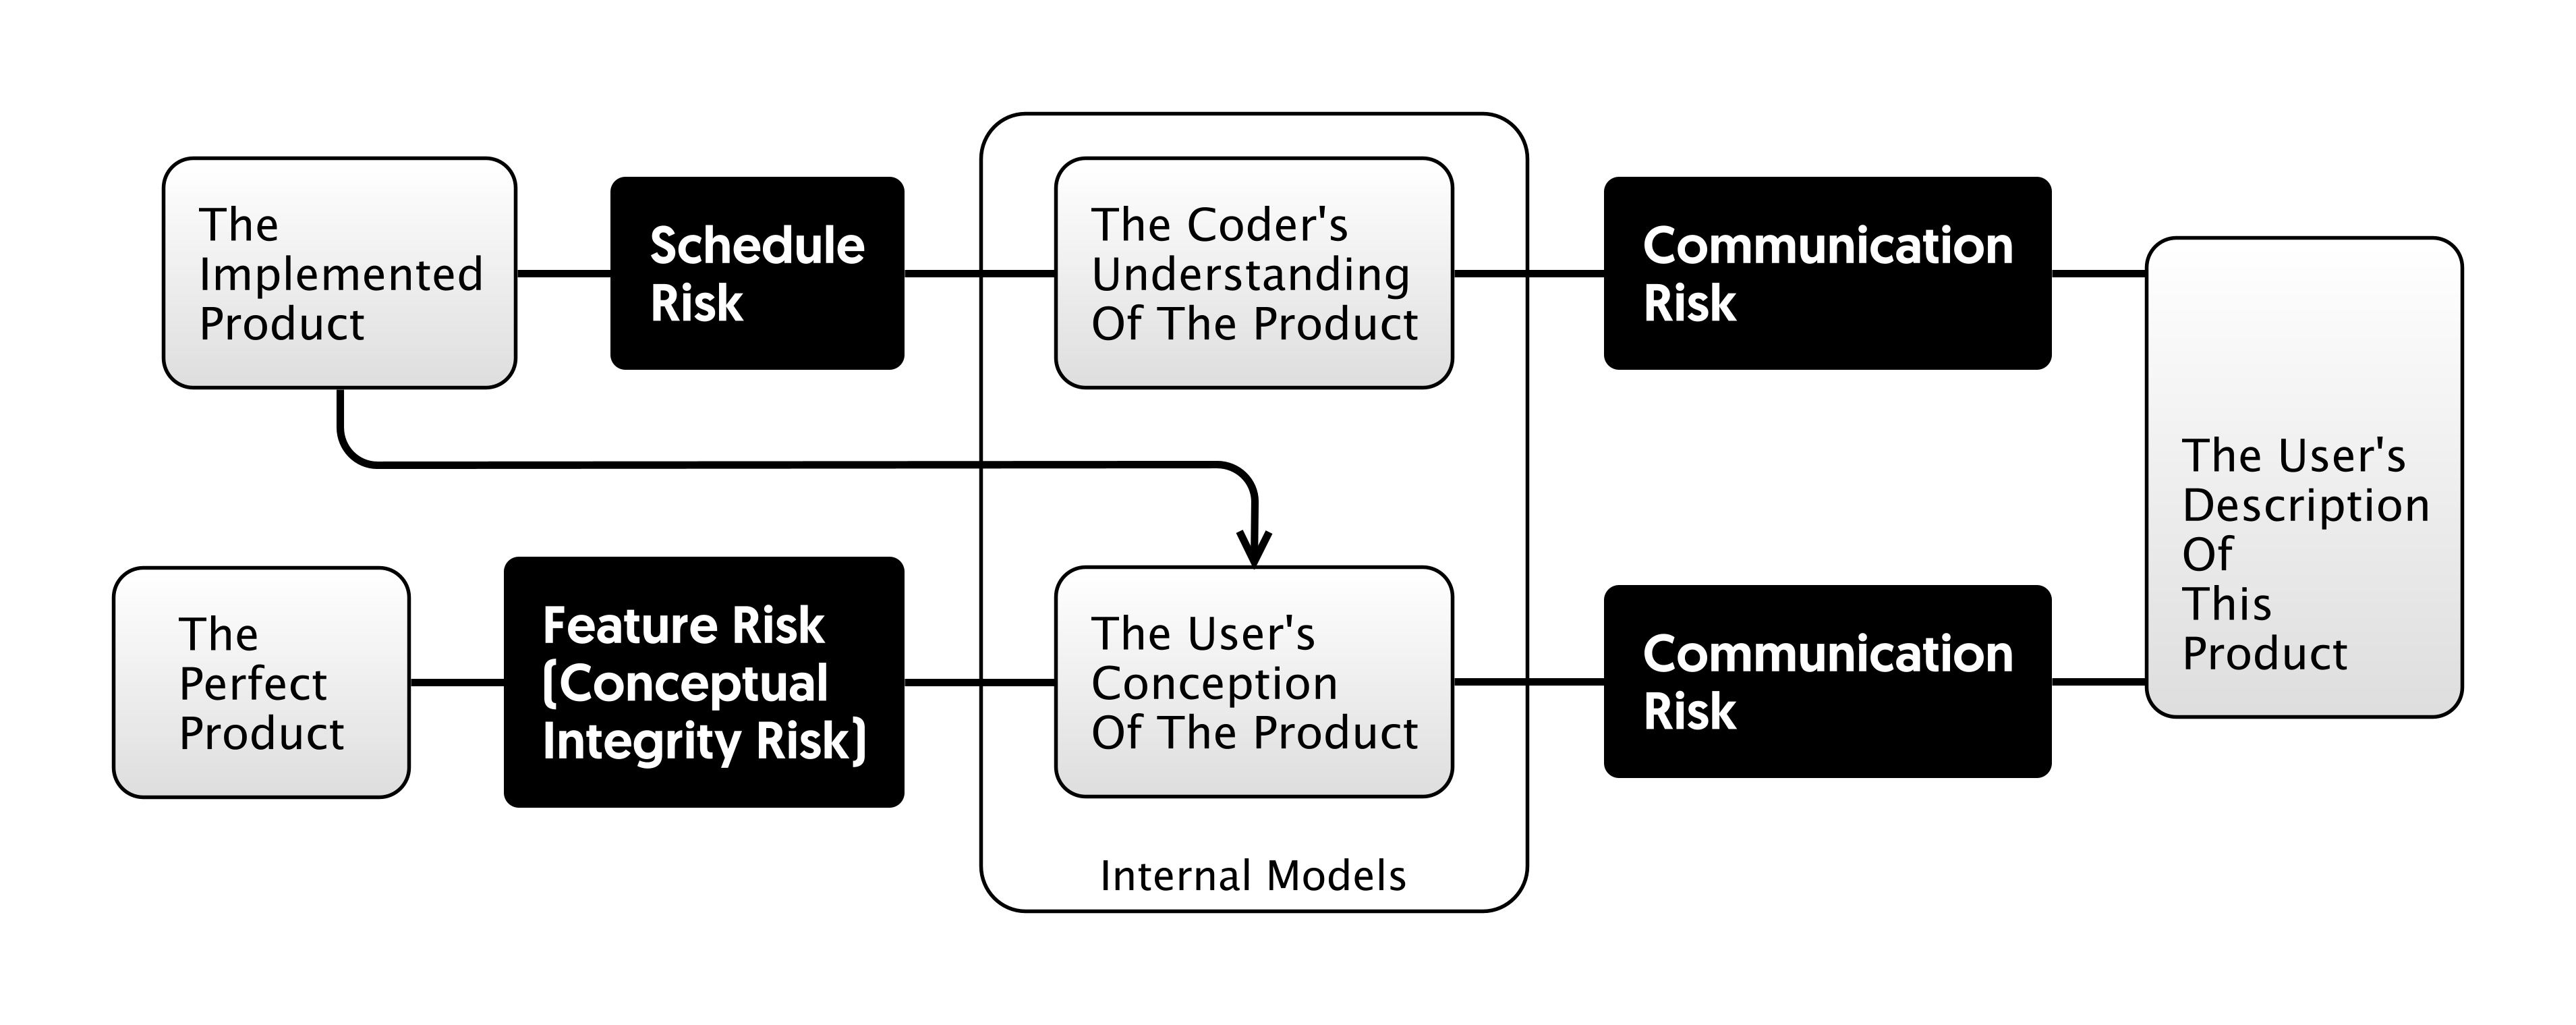 The
Implemented
Product
Schedule
Risk
The Coder's
Understanding
Of The Product
Communication
Risk
The User's
Description
Of
This
Product
The
Perfect
Product
Feature Risk
(Conceptual
Integrity Risk)
The User's
Conception
Of The Product
Communication
Risk
Internal Models